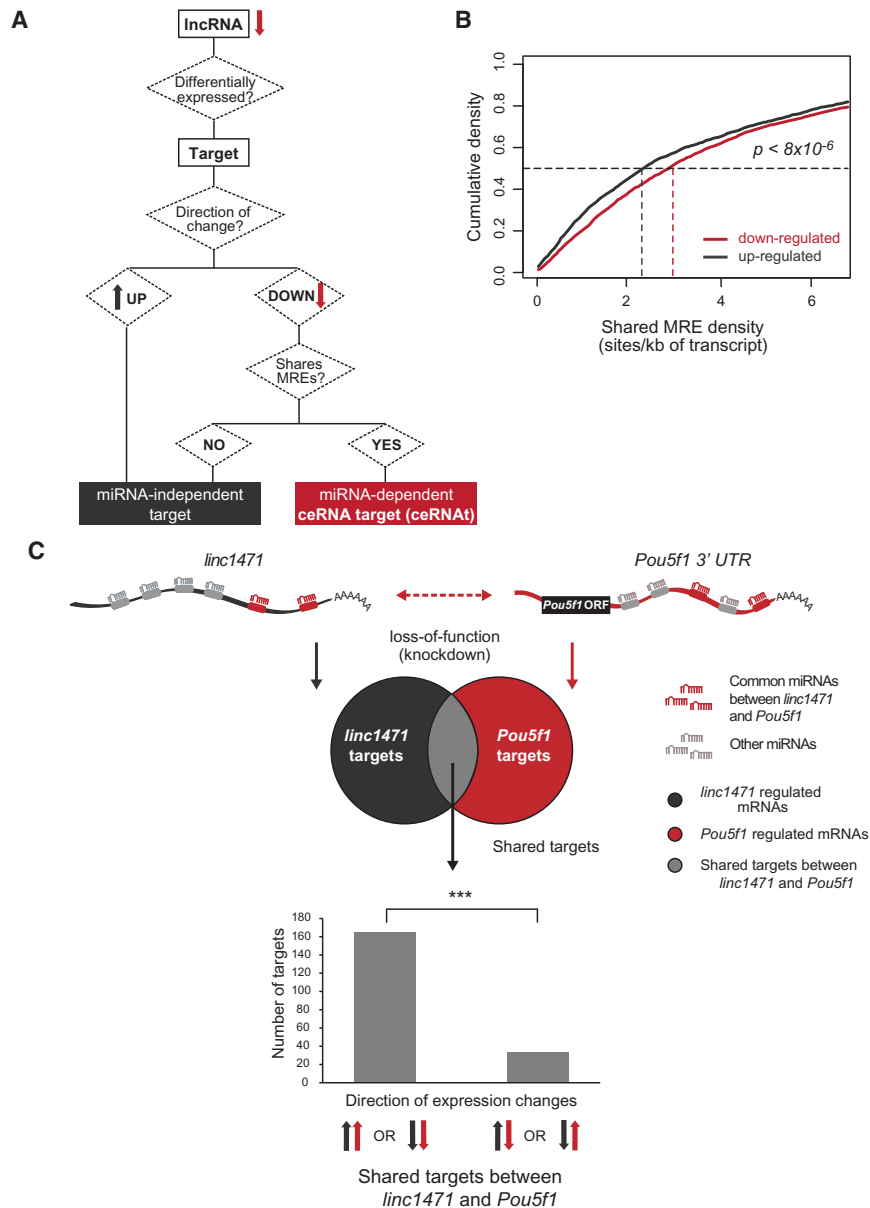 A
lncRNA
Differentially
expressed?
Target
Direction of
change?
UP
DOWN
Shares
MREs?
NO
YES
miRNA-independent
target
miRNA-dependent
ceRNA target (ceRNAt)
B
Cumulative density
1.0
0.8
0.6
0.4
0.2
0.0
p < 8x10-6
down-regulated
up-regulated
0
2
4
6
Shared MRE density
(sites/kb of transcript)
C
linc1471
AAAAA
Pou5f1 3' UTR
Pou5f1 ORF
AAAAA
loss-of-function
(knockdown)
linc1471
targets
Pou5f1
targets
Shared targets
Common miRNAs
between linc1471
and Pou5f1
Other miRNAs
linc1471 regulated
mRNAs
Pou5f1 regulated mRNAs
Shared targets between
linc1471 and Pou5f1
***
Number of targets
180
160
140
120
100
80
60
40
20
0
Direction of expression changes
OR
OR
Shared targets between
linc1471 and Pou5f1